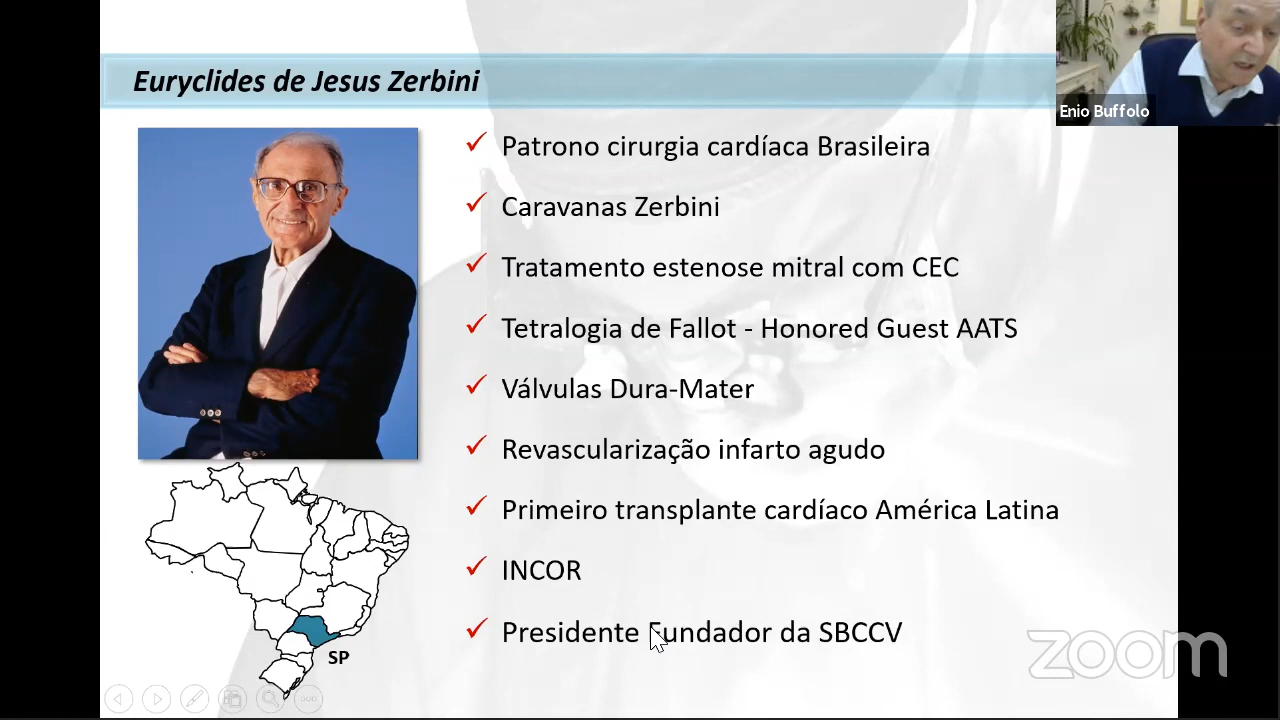 Euryclides de Jesus Zerbini
Enio Buffolo
Patrono cirurgia cardíaca Brasileira
Caravanas Zerbini
Tratamento estenose mitral com CEC
Tetralogia de Fallot - Honored Guest AATS
Válvulas Dura-Mater
Revascularização infarto agudo
Primeiro transplante cardíaco América Latina
INCOR
Presidente Fundador da SBCCV
SP
zoom